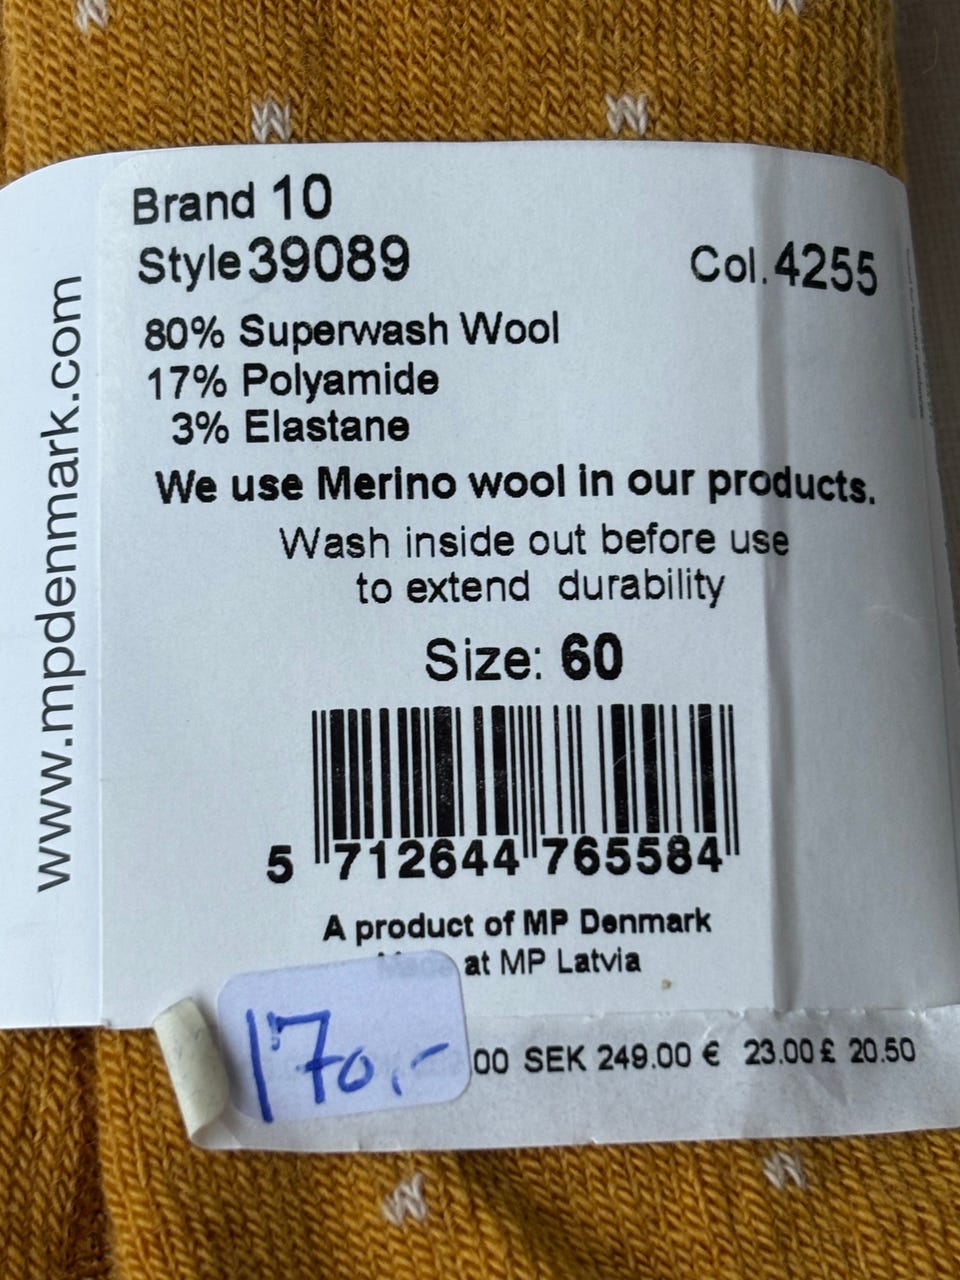 www.mpdenmark.com
Brand 10
Style 39089 Col. 4255
80% Superwash Wool
17% Polyamide
3% Elastane
We use Merino wool in our products.
Wash inside out before use
to extend durability
Size: 60
5 712644 765584
A product of MP Denmark
Made at MP Latvia
170,-
00 SEK 249.00 € 23.00 £ 20.50